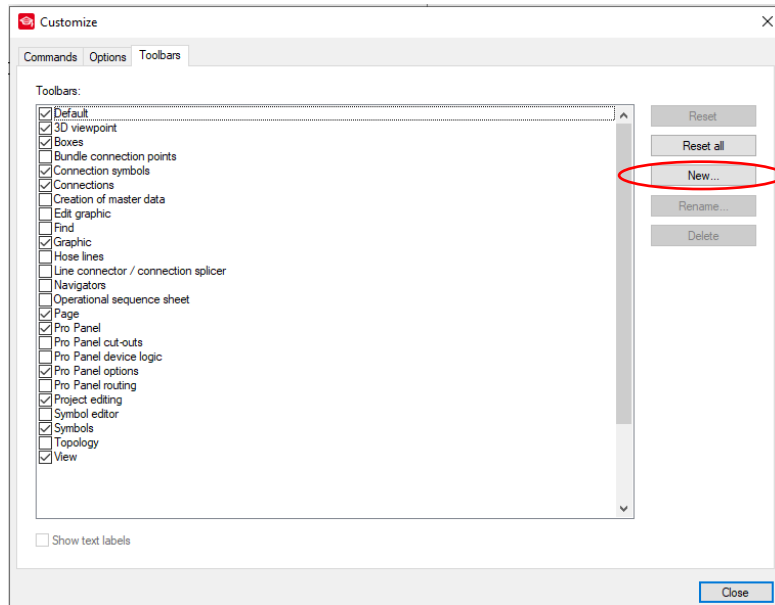 Customize
Commands Options Toolbars
Toolbars:
Default
3D viewpoint
Boxes
Bundle connection points
Connection symbols
Connections
Creation of master data
Edit graphic
Find
Graphic
Hose lines
Line connector / connection splicer
Navigators
Operational sequence sheet
Page
Pro Panel
Pro Panel cut-outs
Pro Panel device logic
Pro Panel options
Pro Panel routing
Project editing
Symbol editor
Symbols
Topology
View
Reset
Reset all
New...
Rename...
Delete
Show text labels
Close